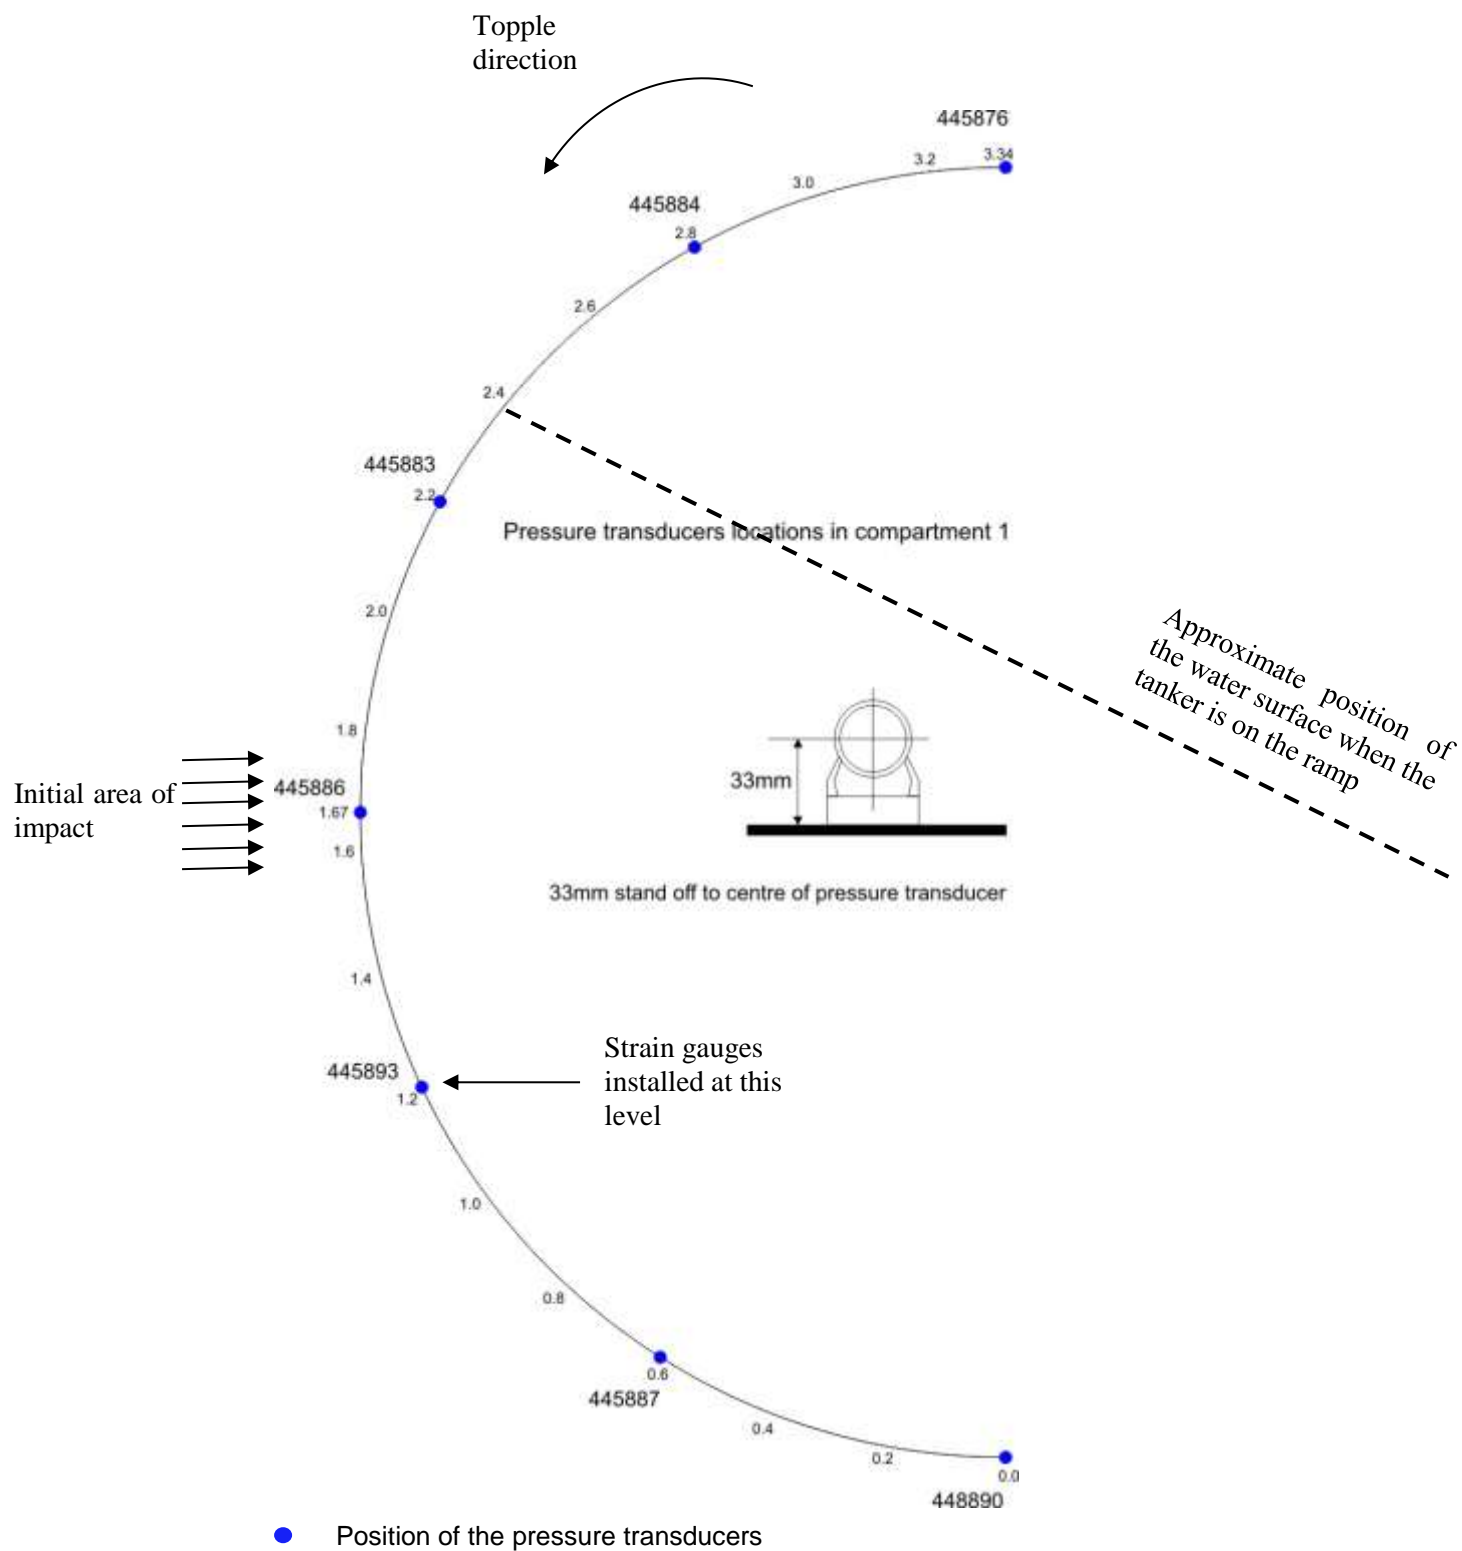 Topple
direction
445876
3.34
3.2
3.0
445884
2.8
2.6
2.4
445883
2.2
Pressure transducers locations in compartment 1
2.0
Approximate position of
the water surface when the
tanker is on the ramp
1.8
33mm
Initial area of
impact
445886
1.67
1.6
33mm stand off to centre of pressure transducer
1.4
Strain gauges
installed at this
level
445893
1.2
1.0
0.8
0.6
445887
0.4
0.2
0.0
448890
Position of the pressure transducers